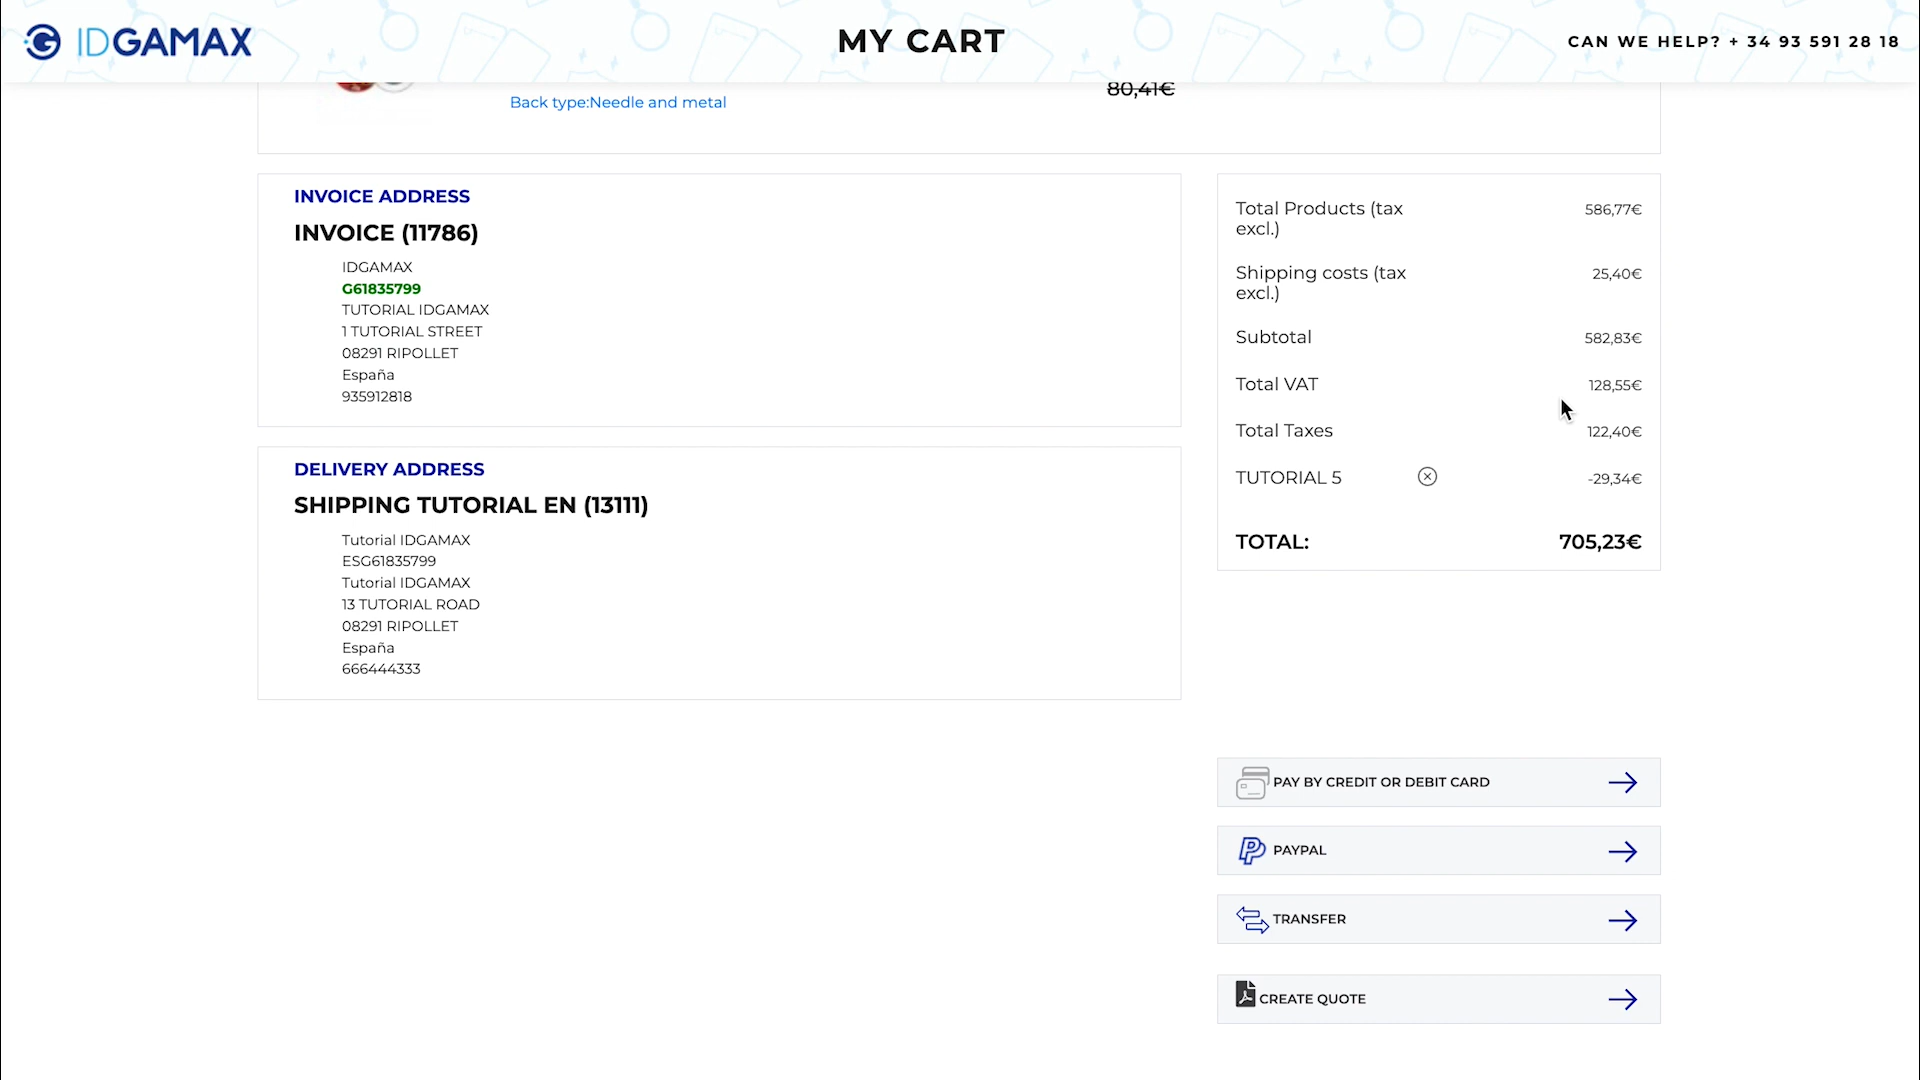 IDGAMAX
MY CART
CAN WE HELP? + 34 93 591 28 18
80,41€
Back type:Needle and metal
INVOICE ADDRESS
INVOICE (11786)
IDGAMAX
G61835799
TUTORIAL IDGAMAX
1 TUTORIAL STREET
08291 RIPOLLET
España
935912818
DELIVERY ADDRESS
SHIPPING TUTORIAL EN (13111)
Tutorial IDGAMAX
ESG61835799
Tutorial IDGAMAX
13 TUTORIAL ROAD
08291 RIPOLLET
España
666444333
Total Products (tax 586,77€
excl.)
Shipping costs (tax 25,40€
excl.)
Subtotal 582,83€
Total VAT 128,55€
Total Taxes 122,40€
TUTORIAL 5 -29,34€
TOTAL: 705,23€
PAY BY CREDIT OR DEBIT CARD
PAYPAL
TRANSFER
CREATE QUOTE